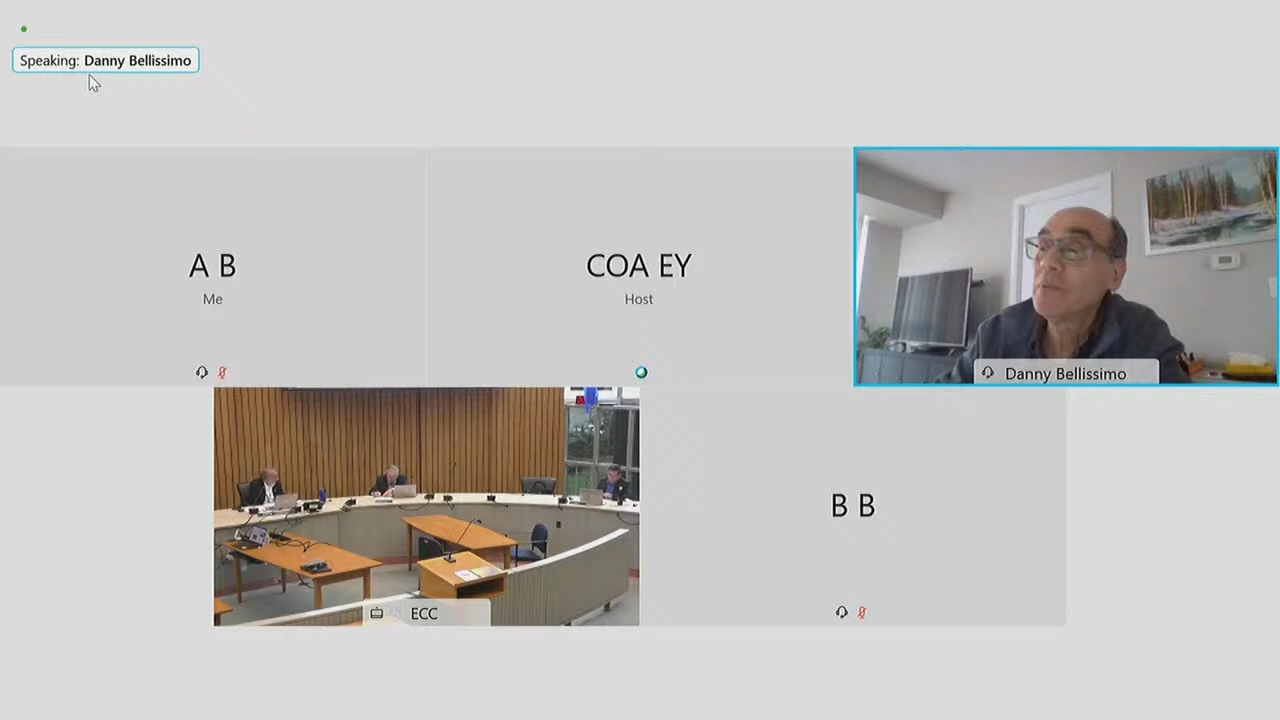 Speaking: Danny Bellissimo
A B
Me
COA EY
Host
Danny Bellissimo
ECC
B B